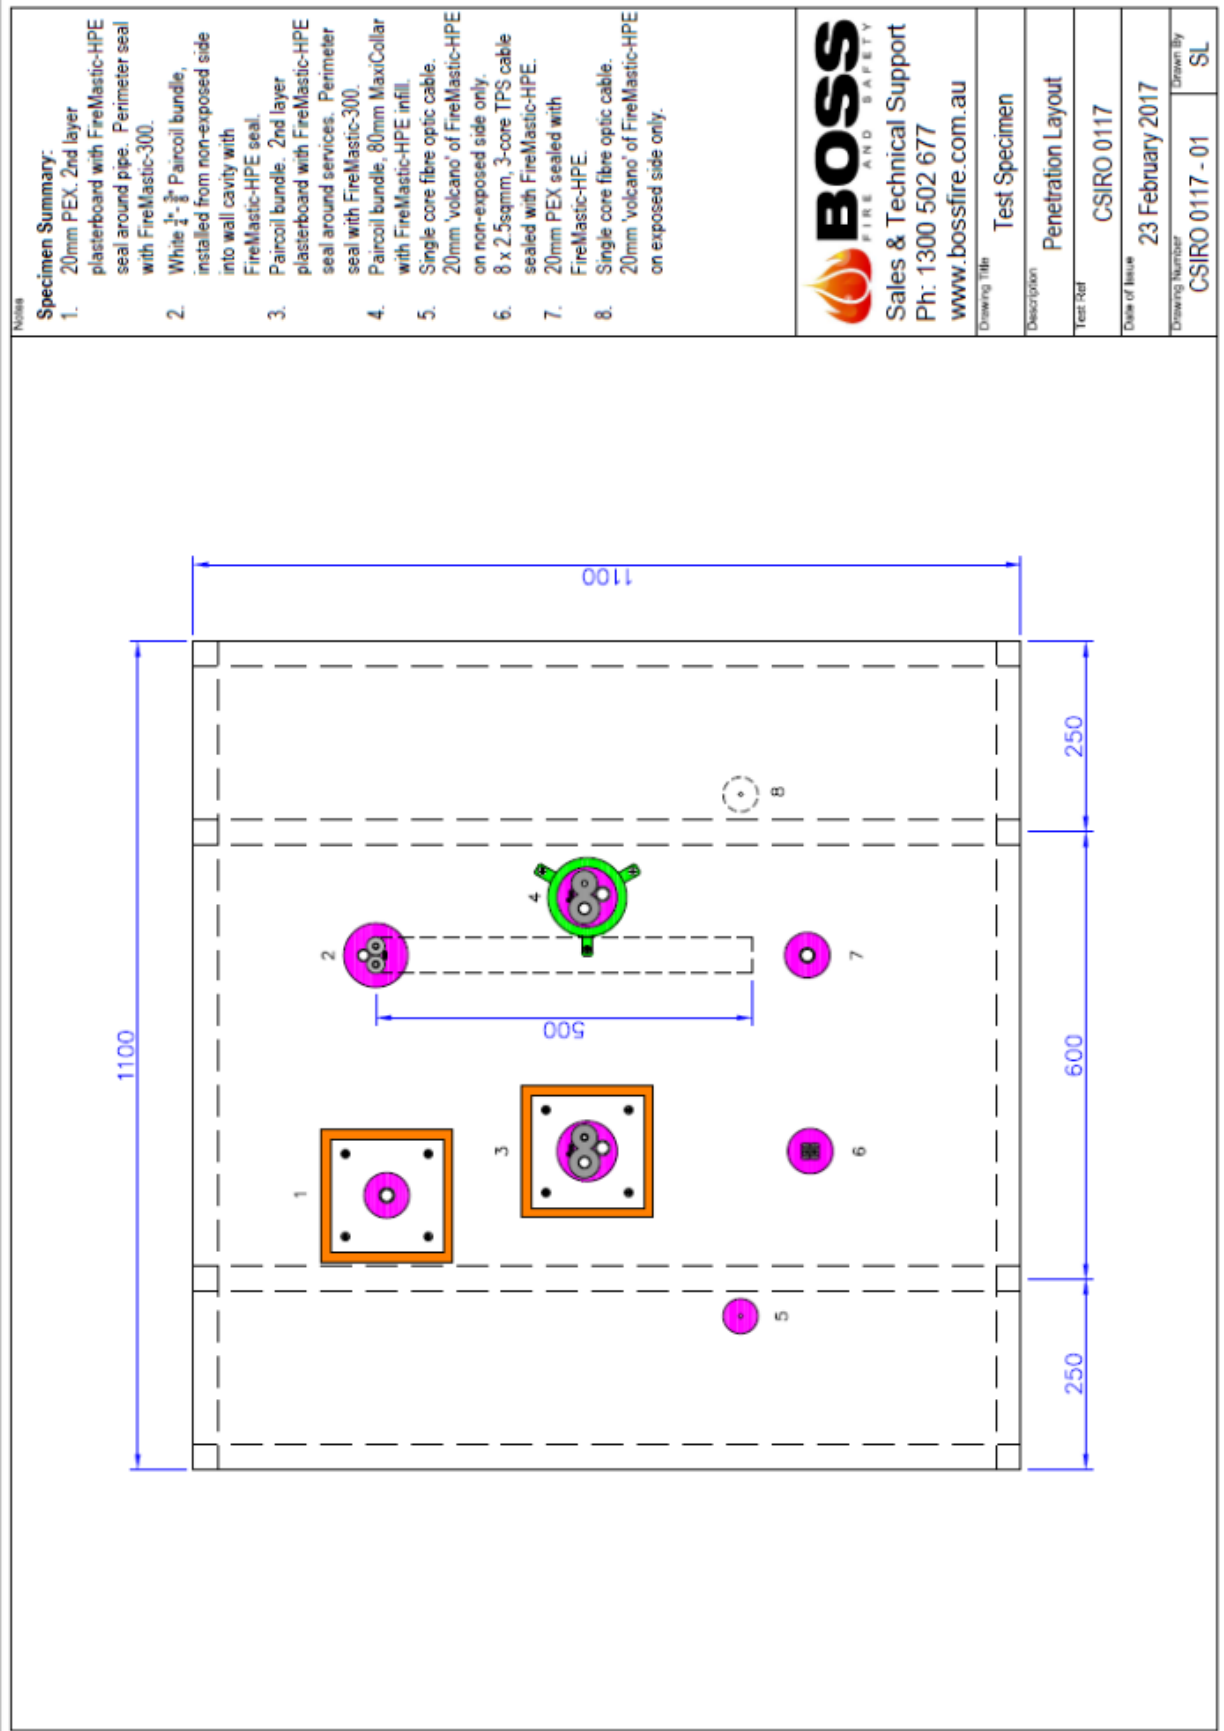 Notes
Specimen Summary:
1. 20mm PEX. 2nd layer
plasterboard with FireMastic-HPE
seal around pipe. Perimeter seal
with FireMastic-300.
2. White 1/4"- 3/8" Paircoil bundle,
installed from non-exposed side
into wall cavity with
FireMastic-HPE seal.
3. Paircoil bundle. 2nd layer
plasterboard with FireMastic-HPE
seal around services. Perimeter
seal with FireMastic-300.
4. Paircoil bundle, 80mm MaxiCollar
with FireMastic-HPE infill.
5. Single core fibre optic cable.
20mm 'volcano' of FireMastic-HPE
on non-exposed side only.
6. 8 x 2.5sqmm, 3-core TPS cable
sealed with FireMastic-HPE.
7. 20mm PEX sealed with
FireMastic-HPE.
8. Single core fibre optic cable.
20mm 'volcano' of FireMastic-HPE
on exposed side only.
BOSS
FIRE AND SAFETY
Sales & Technical Support
Ph: 1300 502 677
www.bossfire.com.au
Drawing Title
Test Specimen
Description
Penetration Layout
Test Ref
CSIRO 0117
Date of Issue
23 February 2017
Drawing Number
CSIRO 0117 - 01
Drawn By
SL
1100
1100
500
250
600
250
1
2
3
4
5
6
7
8